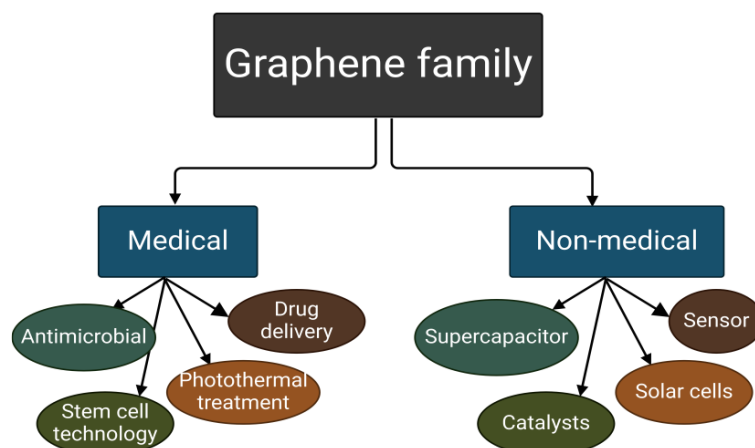 Graphene family
Medical
Non-medical
Antimicrobial
Drug
delivery
Stem cell
technology
Photothermal
treatment
Supercapacitor
Sensor
Catalysts
Solar cells